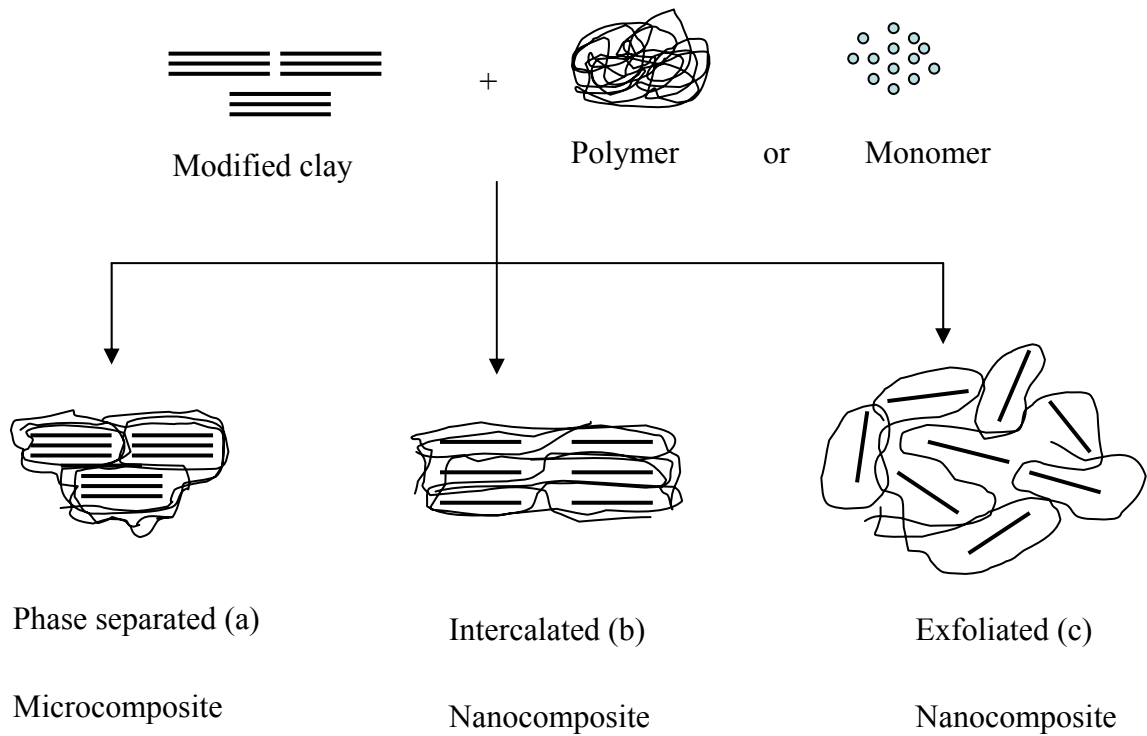 +
Modified clay
Polymer or Monomer
Phase separated (a)
Microcomposite
Intercalated (b)
Nanocomposite
Exfoliated (c)
Nanocomposite